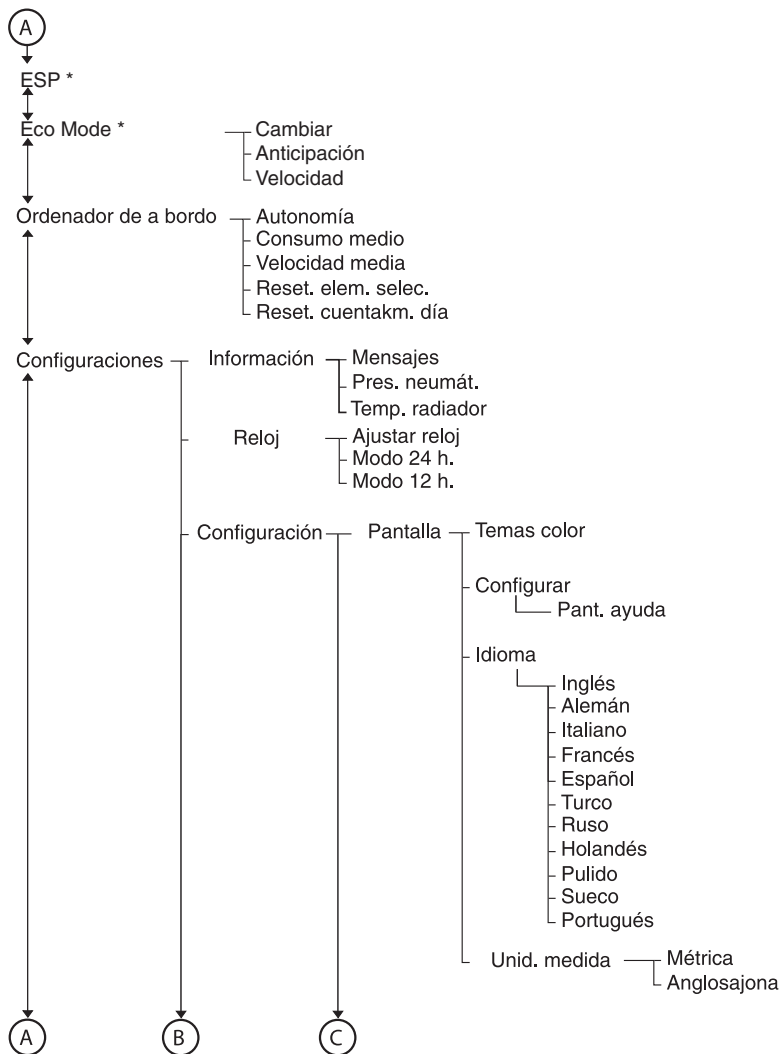 A
ESP *
Eco Mode *
Cambiar
Anticipación
Velocidad
Ordenador de a bordo
Autonomía
Consumo medio
Velocidad media
Reset. elem. selec.
Reset. cuentakm. día
Configuraciones
Información
Mensajes
Pres. neumát.
Temp. radiador
Reloj
Ajustar reloj
Modo 24 h.
Modo 12 h.
Configuración
Pantalla
Temas color
Configurar
Pant. ayuda
Idioma
Inglés
Alemán
Italiano
Francés
Español
Turco
Ruso
Holandés
Pulido
Sueco
Portugués
Unid. medida
Métrica
Anglosajona
A
B
C